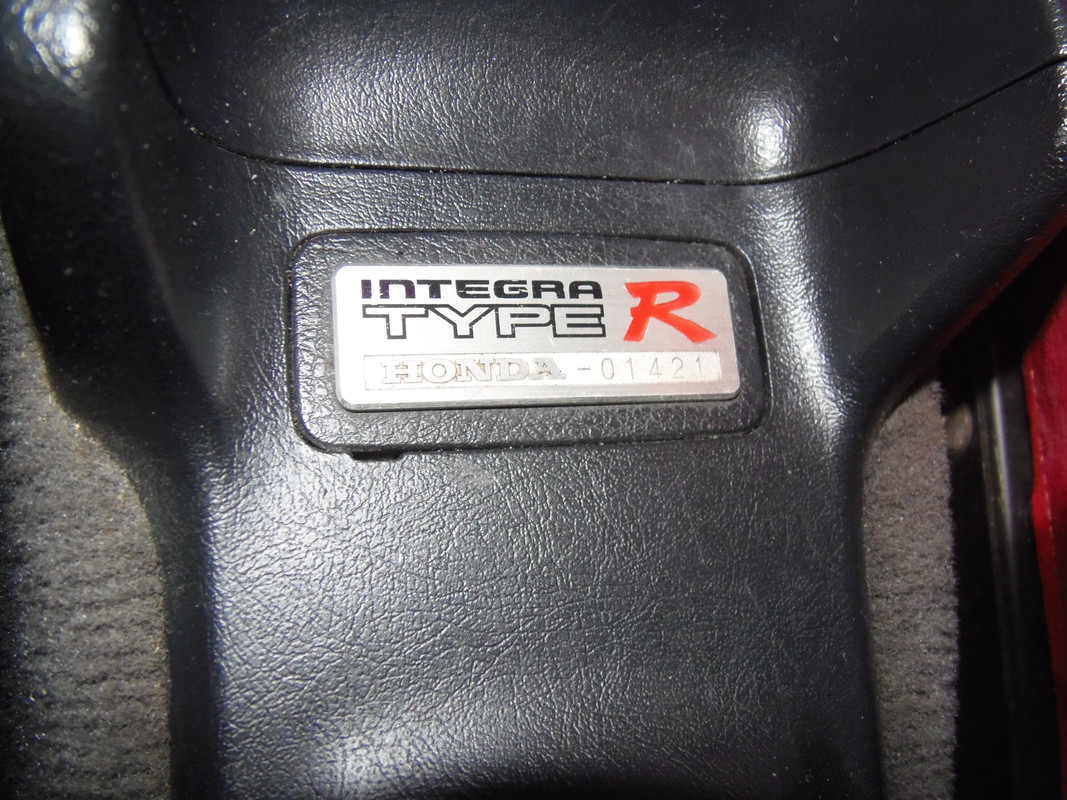 INTEGRA
TYPE R
HONDA -01421